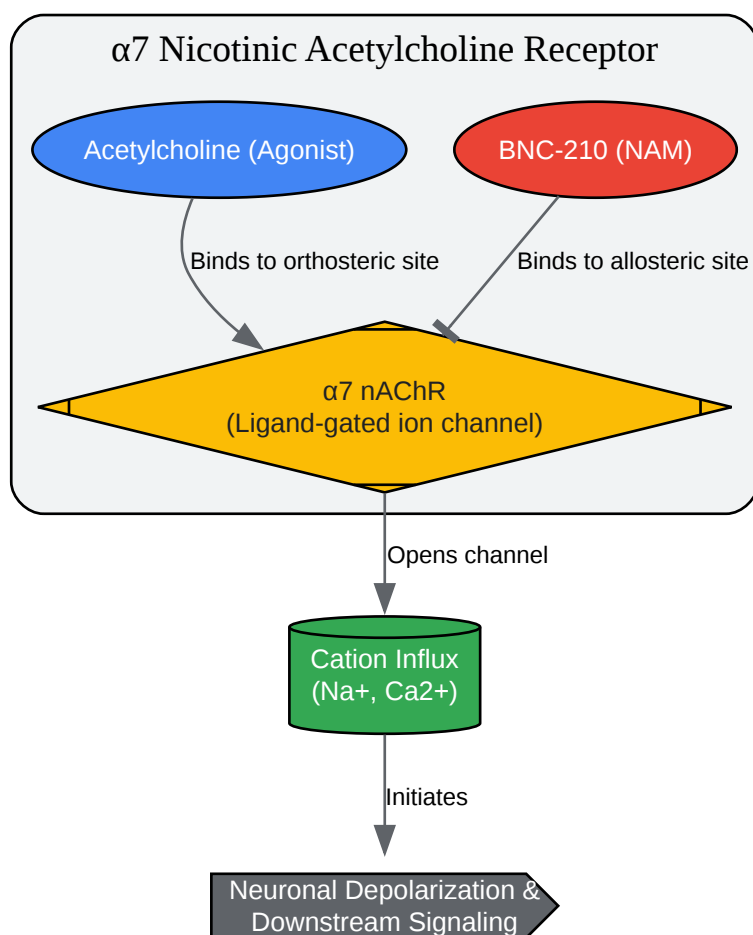 α7 Nicotinic Acetylcholine Receptor
Acetylcholine (Agonist)
BNC-210 (NAM)
Binds to orthosteric site
Binds to allosteric site
α7 nAChR
(Ligand-gated ion channel)
Opens channel
Cation Influx
(Na+, Ca2+)
Initiates
Neuronal Depolarization &
Downstream Signaling